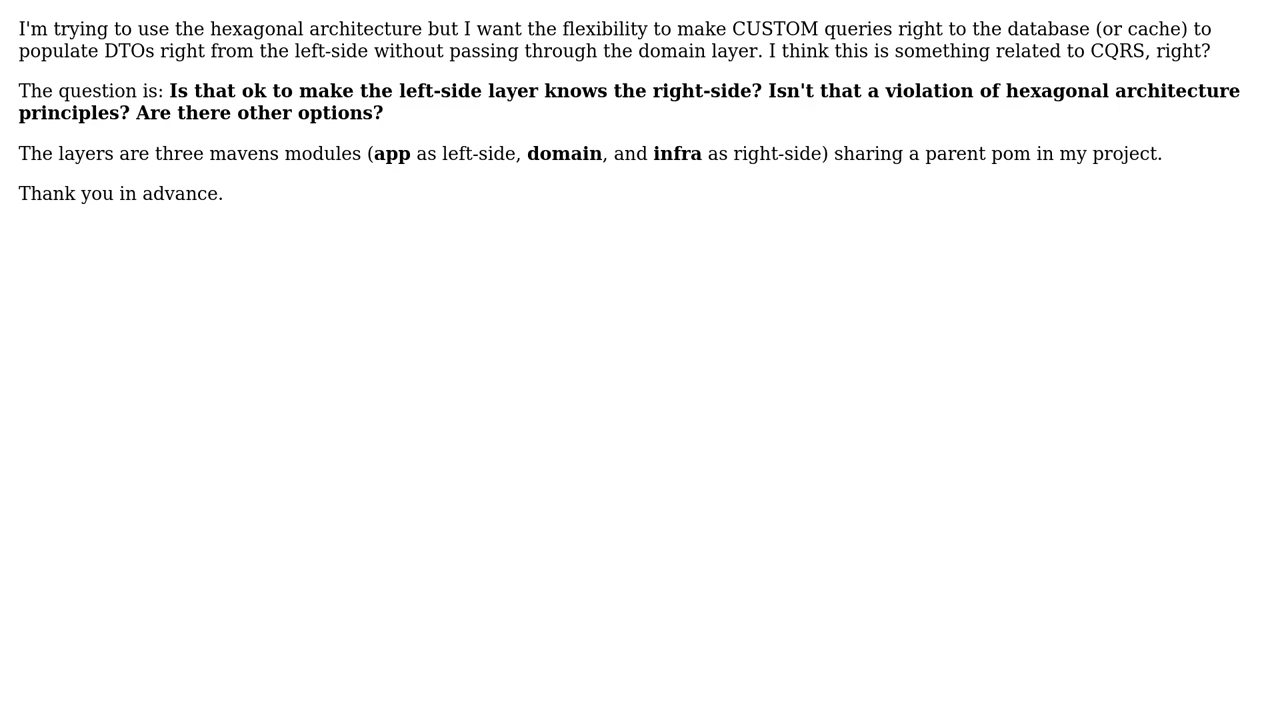 I'm trying to use the hexagonal architecture but I want the flexibility to make CUSTOM queries right to the database (or cache) to
populate DTOs right from the left-side without passing through the domain layer. I think this is something related to CQRS, right?
The question is: Is that ok to make the left-side layer knows the right-side? Isn't that a violation of hexagonal architecture
principles? Are there other options?
The layers are three mavens modules (app as left-side, domain, and infra as right-side) sharing a parent pom in my project.
Thank you in advance.